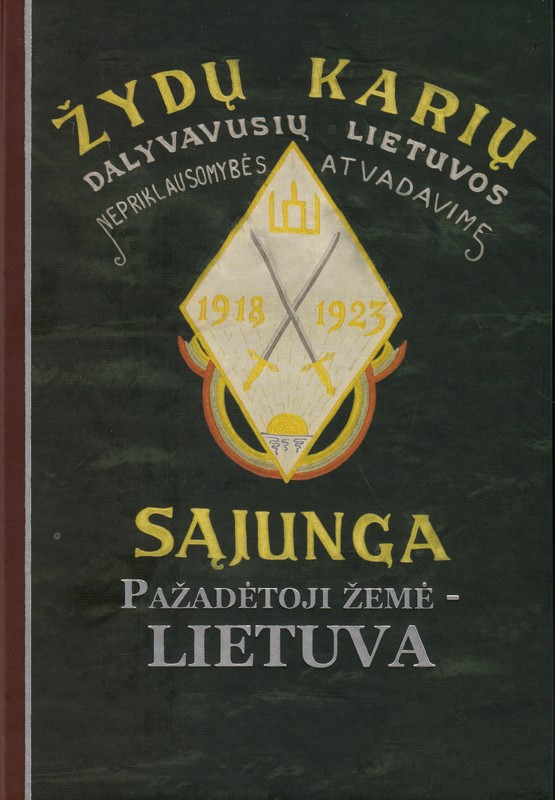 ŽYDŲ KARIŲ
DALYVAVUSIŲ LIETUVOS
NEPRIKLAUSOMYBĖS ATVADAVIME
1918 1923
SĄJUNGA
PAŽADĖTOJI ŽEMĖ -
LIETUVA